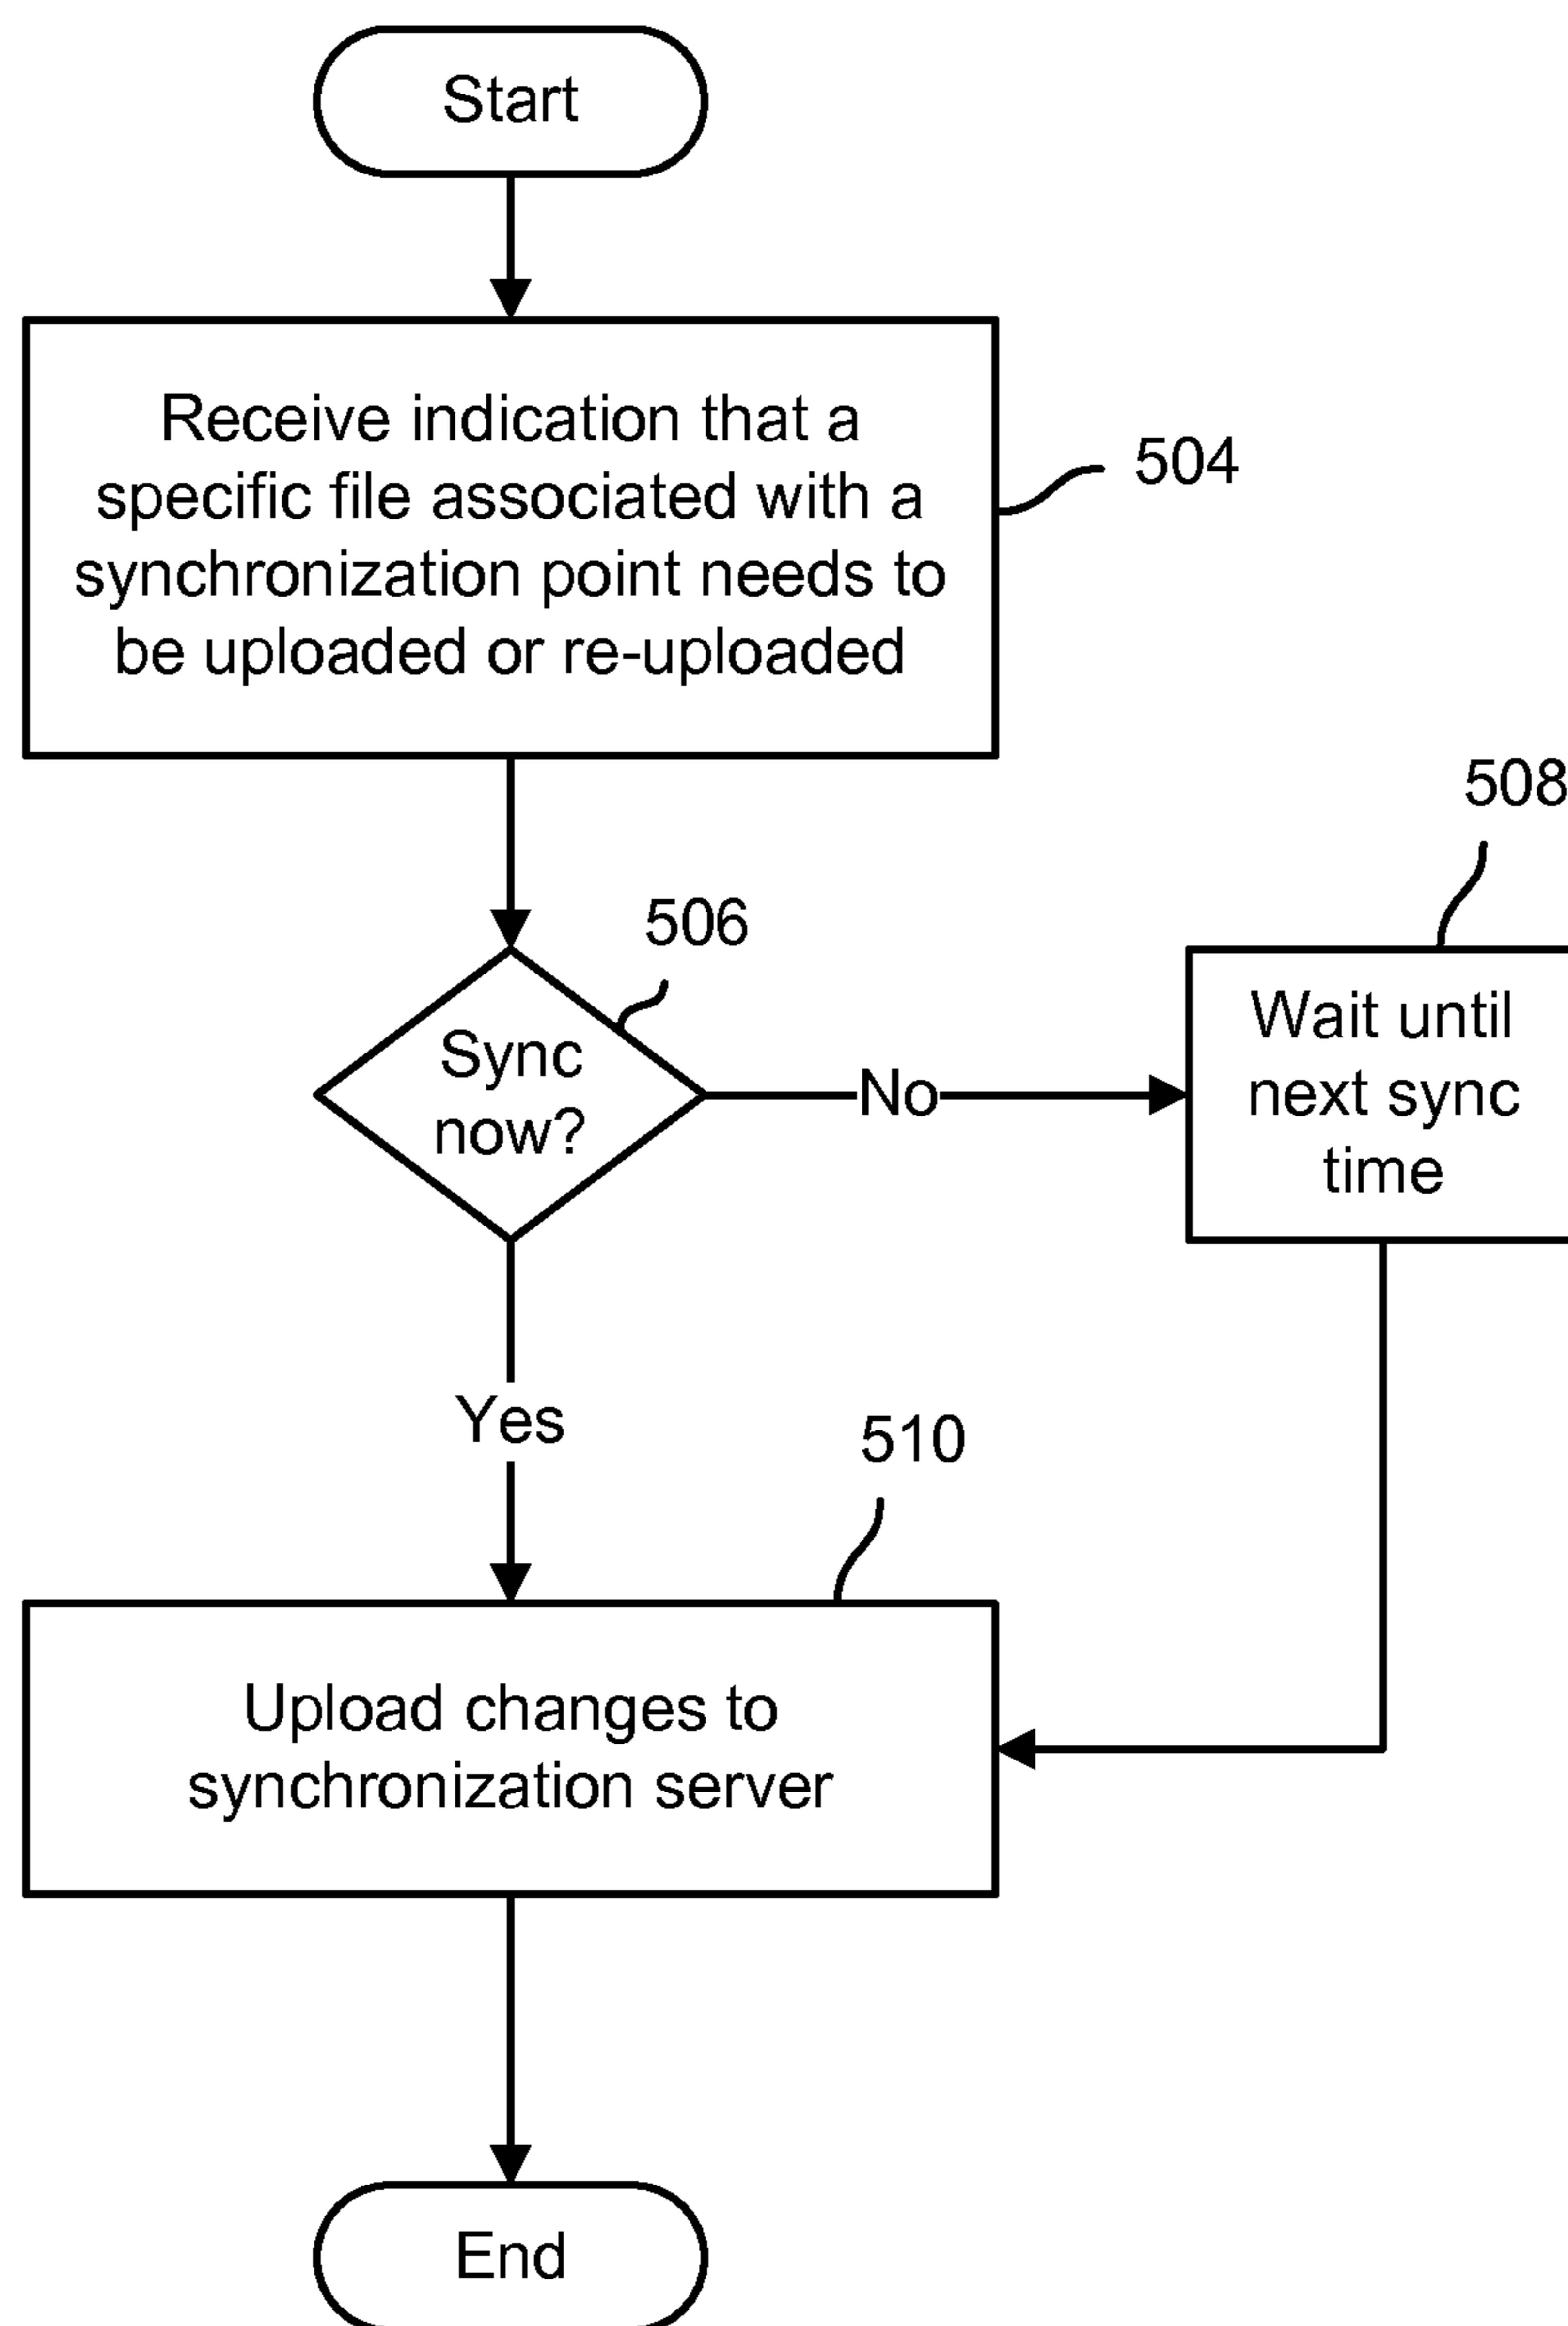 Start
Receive indication that a
specific file associated with a
synchronization point needs to
be uploaded or re-uploaded
504
506
Sync
now?
No
508
Wait until
next sync
time
Yes
510
Upload changes to
synchronization server
End